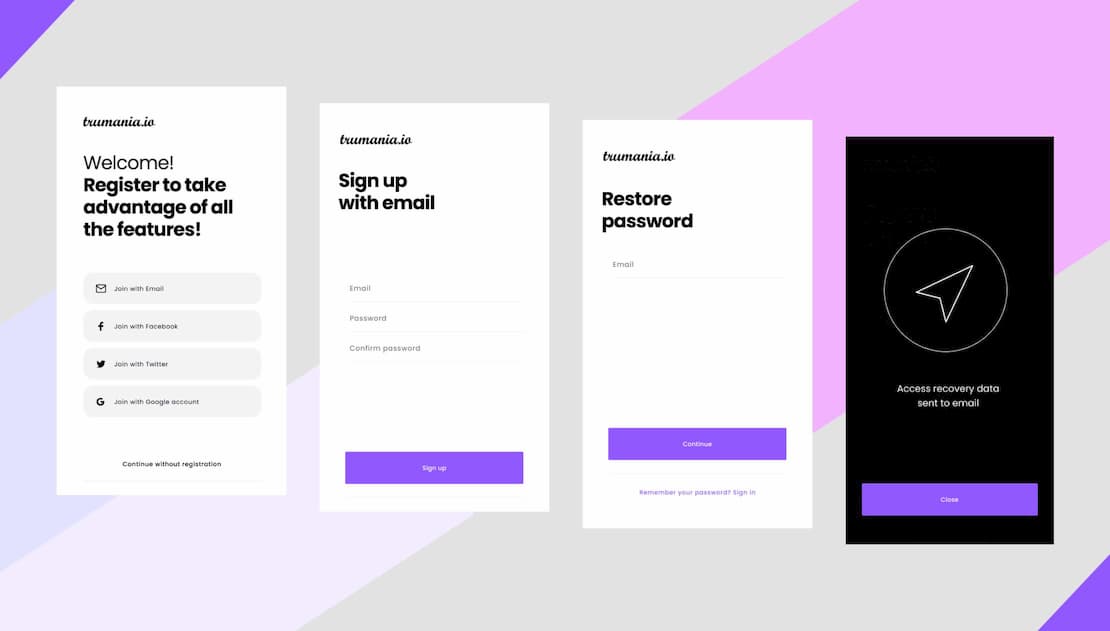 trumania.io
Welcome!
Register to take
advantage of all
the features!
Join with Email
Join with Facebook
Join with Twitter
Join with Google account
Continue without registration
trumania.io
Sign up
with email
Email
Password
Confirm password
Sign up
trumania.io
Restore
password
Email
Continue
Remember your password? Sign in
Access recovery data
sent to email
Close